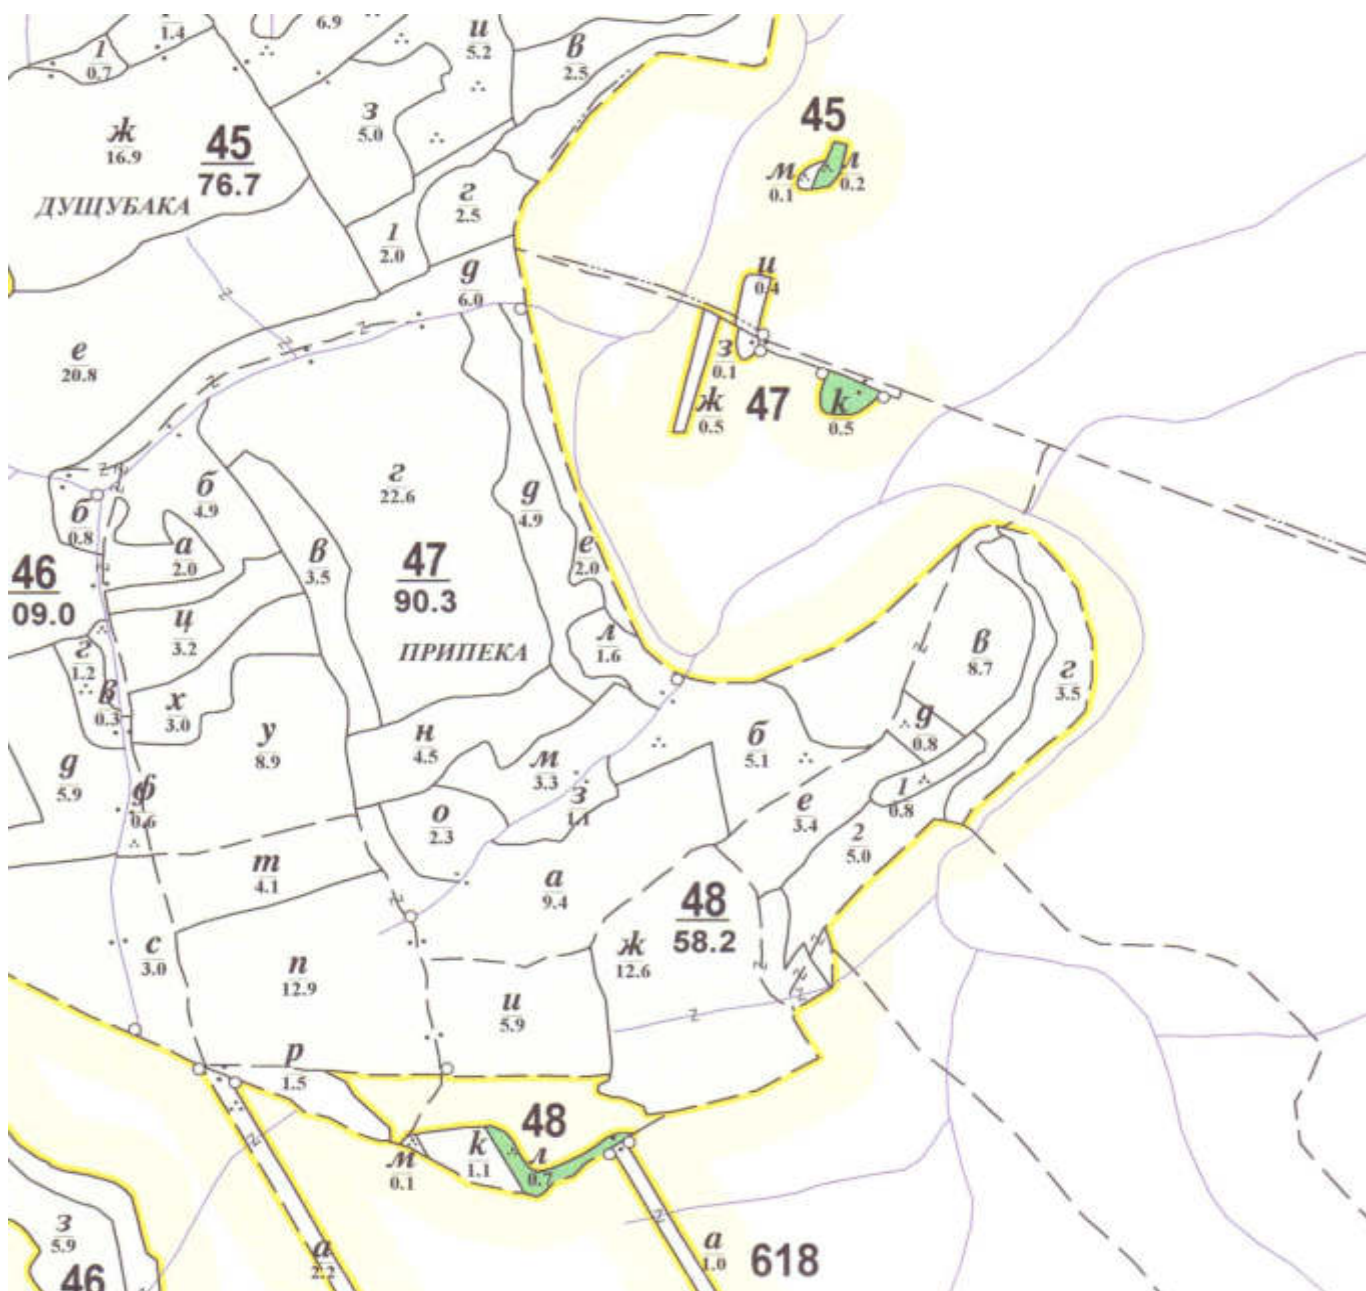 1.4
6.9
и
5.2
в
2.5
1
0.7
ж
16.9
45
76.7
з
5.0
45
м
0.1
л
0.2
ДУЩУБАКА
г
2.5
1
2.0
д
6.0
и
0.4
е
20.8
з
0.1
ж
0.5
47
k
0.5
г
22.6
б
4.9
д
4.9
б
0.8
а
2.0
в
3.5
е
2.0
46
09.0
47
90.3
ц
3.2
ПРИПЕКА
л
1.6
г
1.2
в
0.3
х
3.0
у
8.9
н
4.5
м
3.3
з
1.1
б
5.1
в
8.7
г
3.5
д
0.8
д
5.9
ф
0.6
о
2.3
е
3.4
1
0.8
2
5.0
т
4.1
а
9.4
48
58.2
ж
12.6
с
3.0
п
12.9
и
5.9
р
1.5
48
м
0.1
k
1.1
л
0.7
з
5.9
46
а
2.2
а
1.0
618